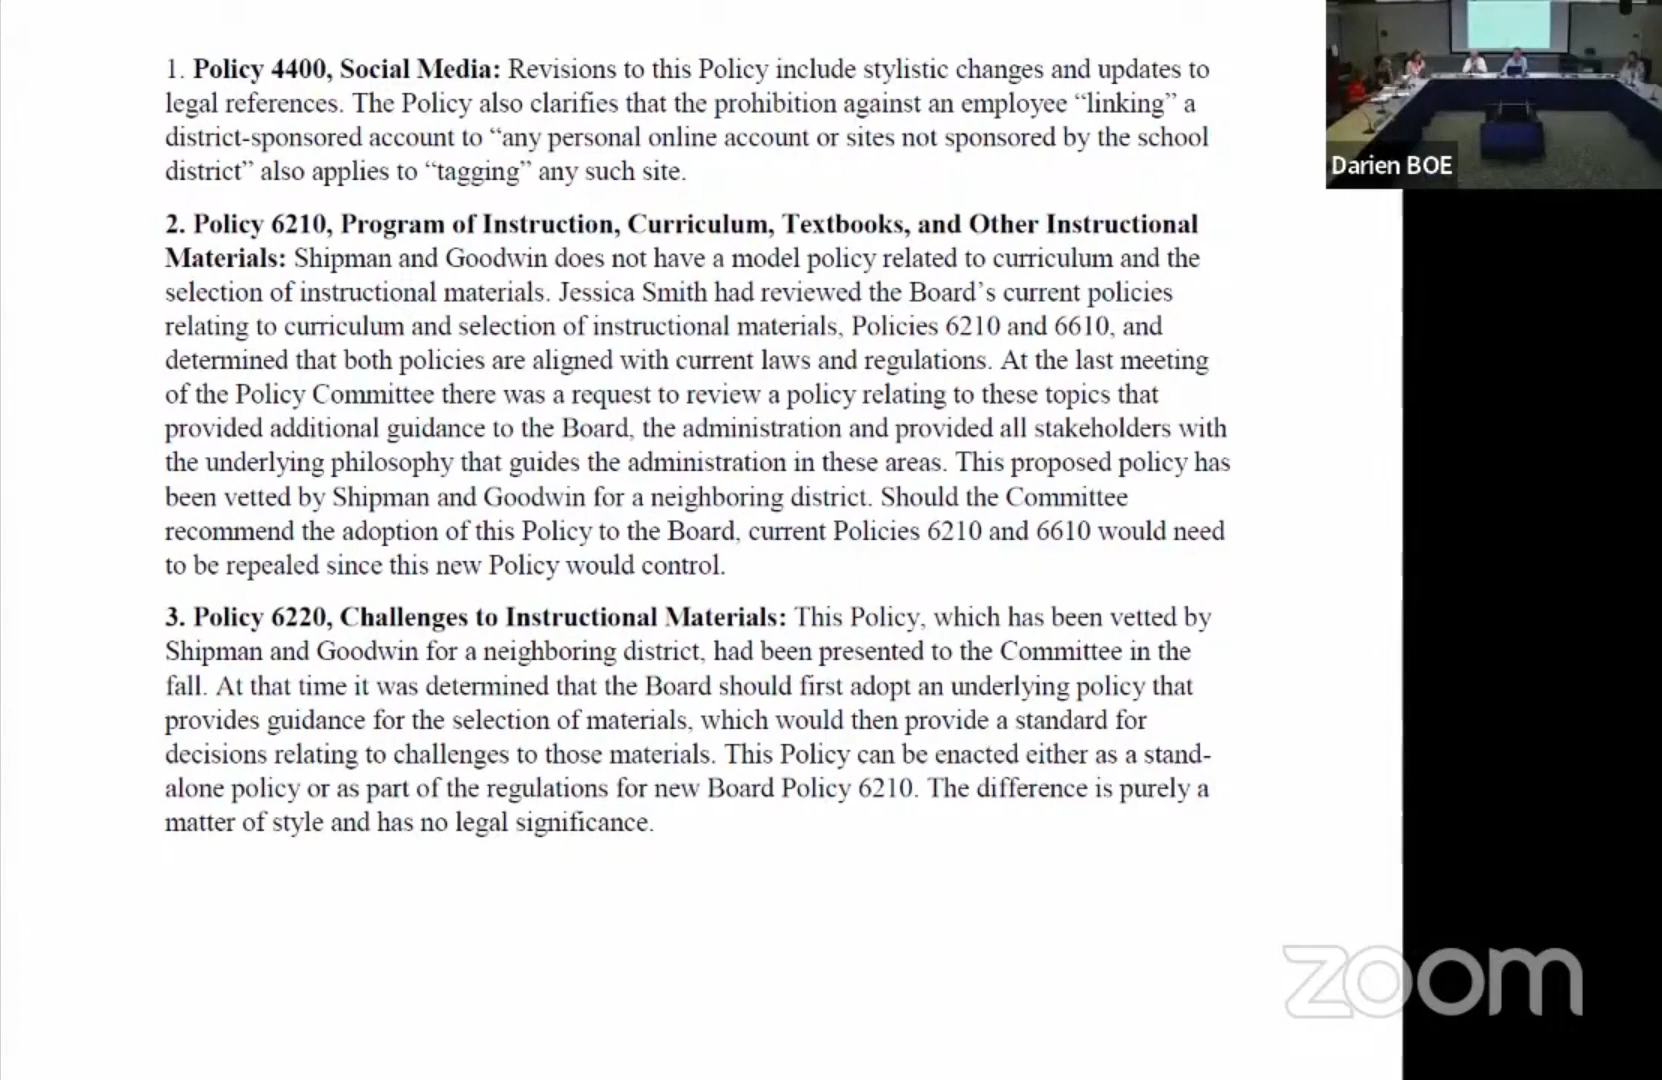 1. Policy 4400, Social Media: Revisions to this Policy include stylistic changes and updates to
legal references. The Policy also clarifies that the prohibition against an employee “linking” a
district-sponsored account to “any personal online account or sites not sponsored by the school
district” also applies to “tagging” any such site.
2. Policy 6210, Program of Instruction, Curriculum, Textbooks, and Other Instructional
Materials: Shipman and Goodwin does not have a model policy related to curriculum and the
selection of instructional materials. Jessica Smith had reviewed the Board’s current policies
relating to curriculum and selection of instructional materials, Policies 6210 and 6610, and
determined that both policies are aligned with current laws and regulations. At the last meeting
of the Policy Committee there was a request to review a policy relating to these topics that
provided additional guidance to the Board, the administration and provided all stakeholders with
the underlying philosophy that guides the administration in these areas. This proposed policy has
been vetted by Shipman and Goodwin for a neighboring district. Should the Committee
recommend the adoption of this Policy to the Board, current Policies 6210 and 6610 would need
to be repealed since this new Policy would control.
3. Policy 6220, Challenges to Instructional Materials: This Policy, which has been vetted by
Shipman and Goodwin for a neighboring district, had been presented to the Committee in the
fall. At that time it was determined that the Board should first adopt an underlying policy that
provides guidance for the selection of materials, which would then provide a standard for
decisions relating to challenges to those materials. This Policy can be enacted either as a stand-
alone policy or as part of the regulations for new Board Policy 6210. The difference is purely a
matter of style and has no legal significance.
Darien BOE
zoom